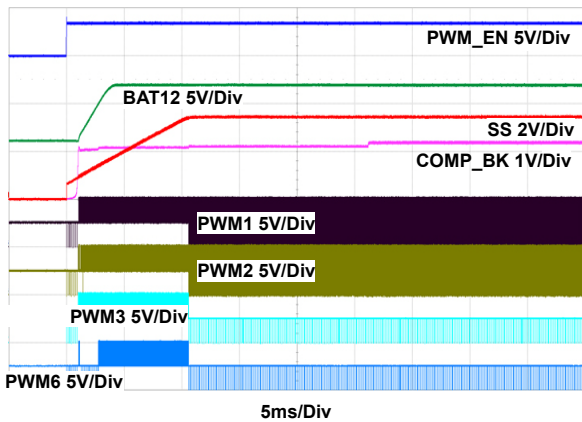 PWM_EN 5V/Div
BAT12 5V/Div
SS 2V/Div
COMP_BK 1V/Div
PWM1 5V/Div
PWM2 5V/Div
PWM3 5V/Div
PWM6 5V/Div
5ms/Div